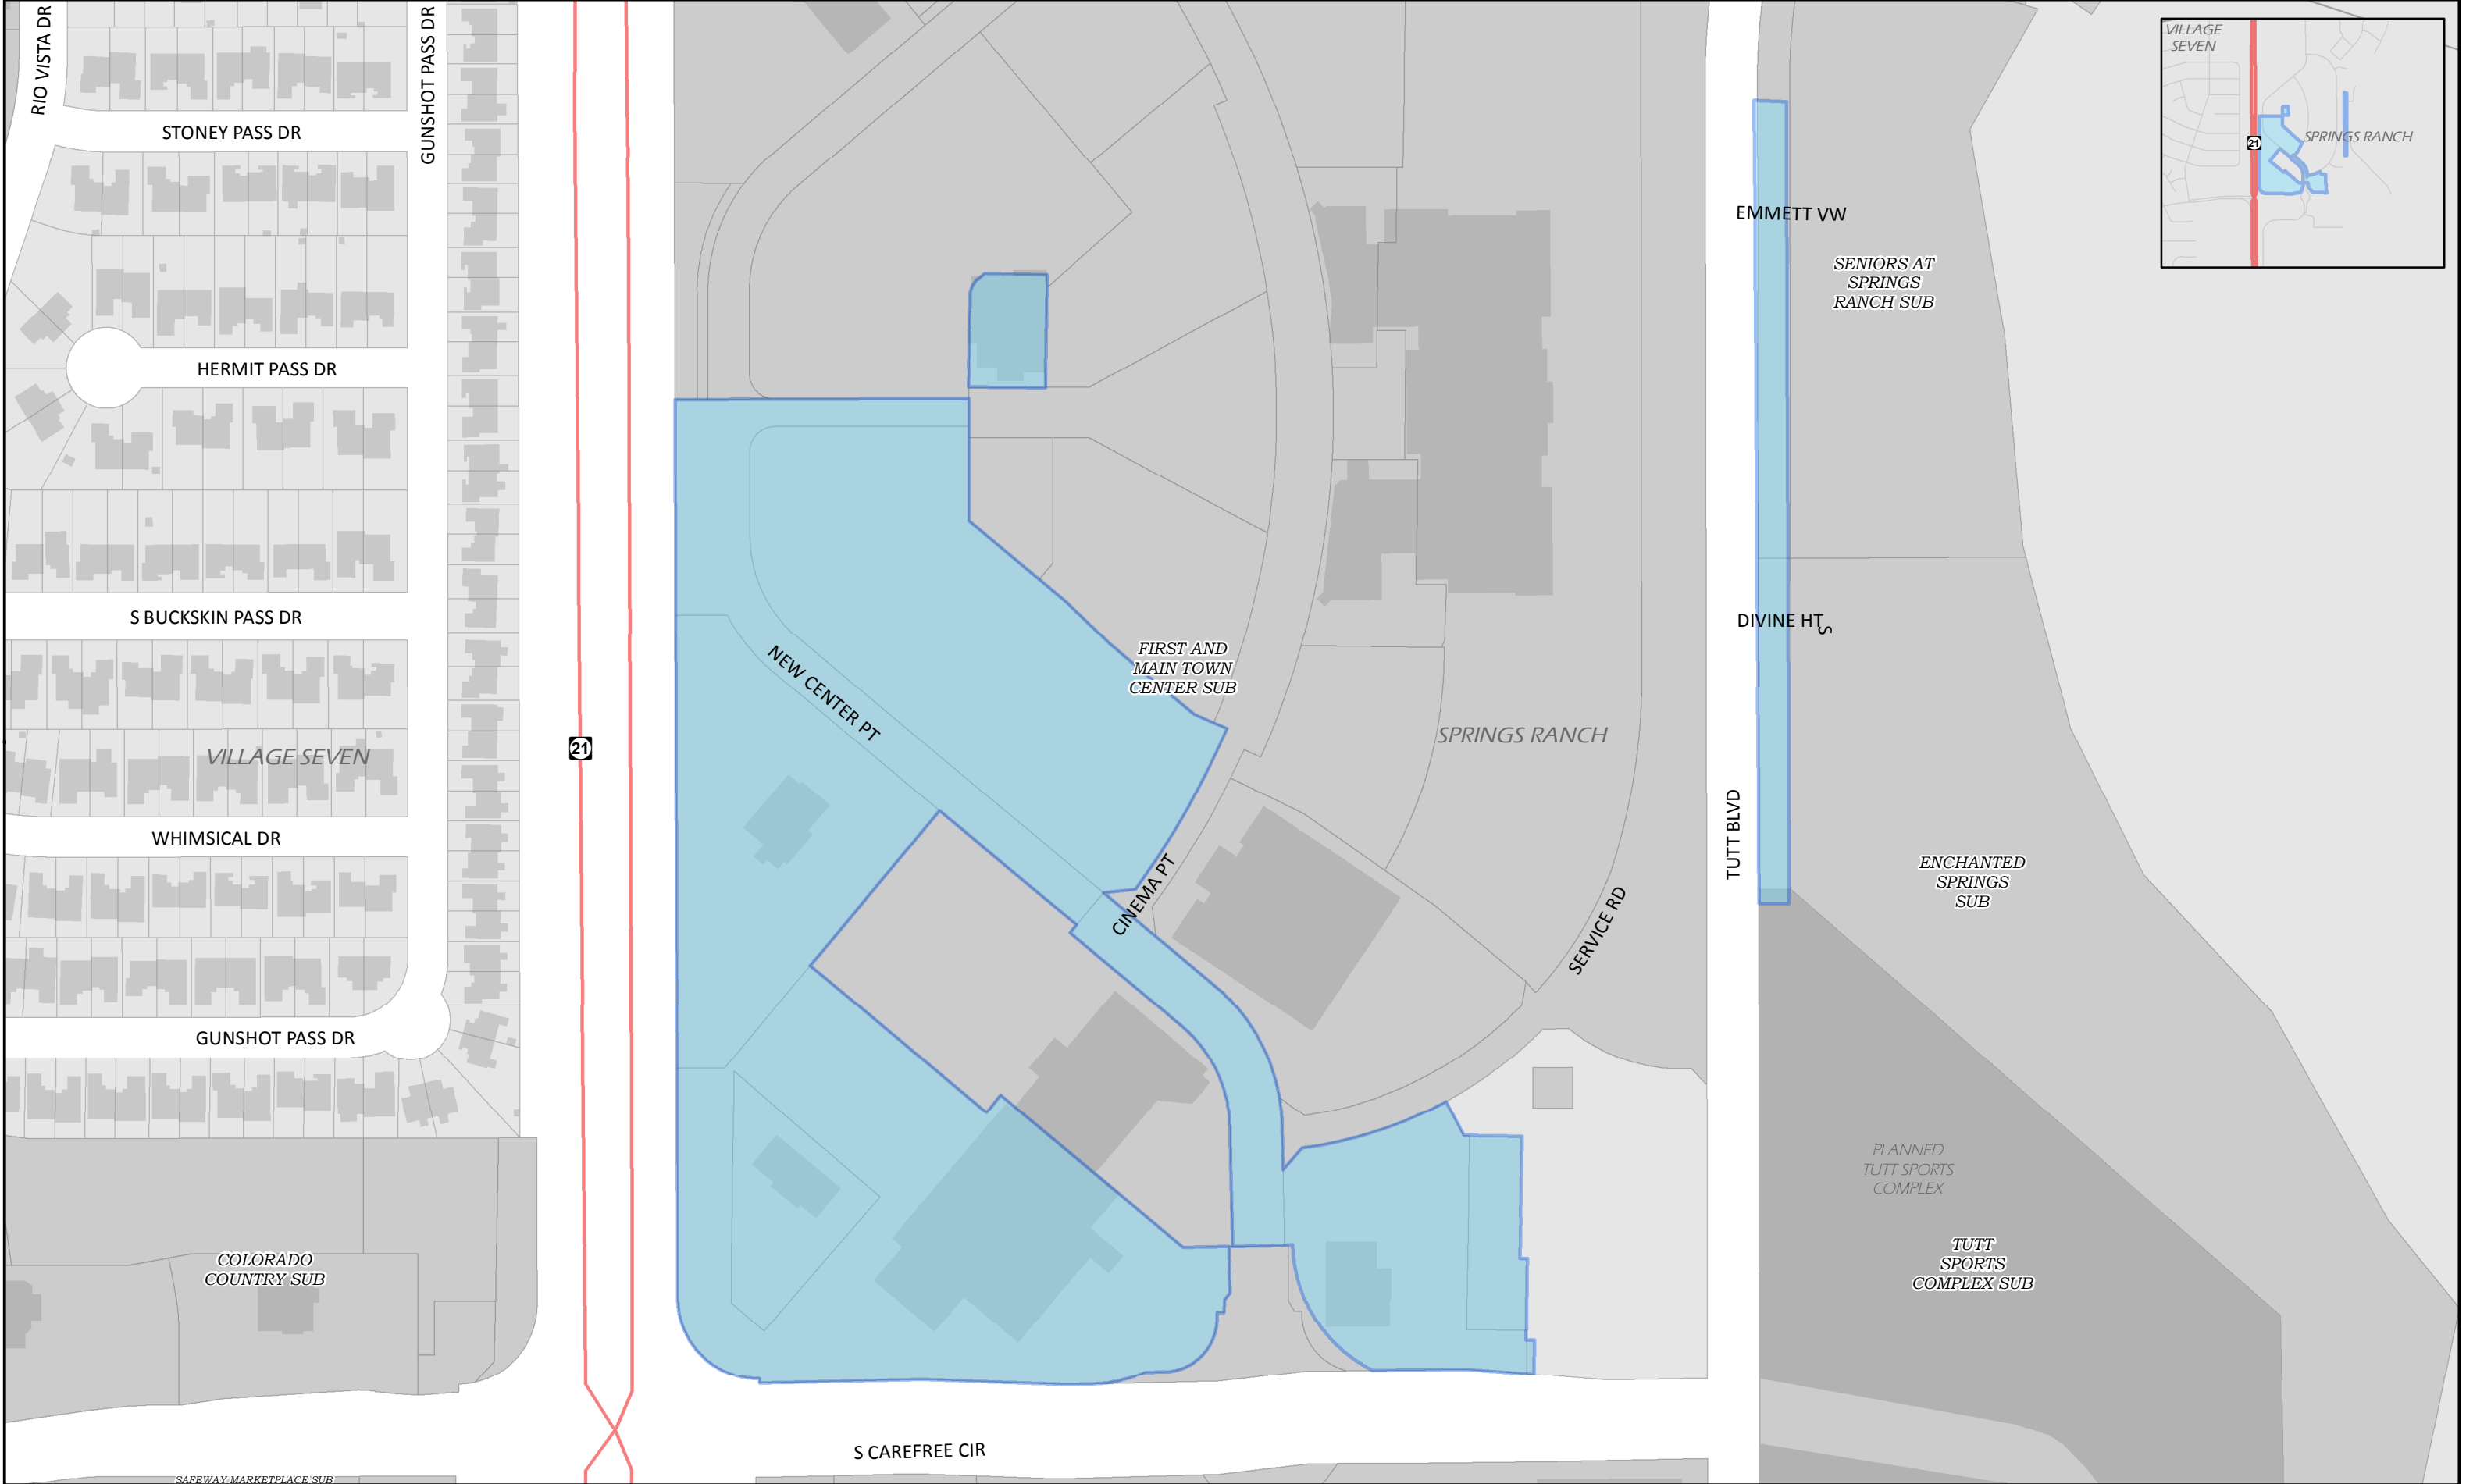 RIO VISTA DR
GUNSHOT PASS DR
STONEY PASS DR
HERMIT PASS DR
S BUCKSKIN PASS DR
VILLAGE SEVEN
WHIMSICAL DR
GUNSHOT PASS DR
COLORADO
COUNTRY SUB
SAFEWAY MARKETPLACE SUB
21
NEW CENTER PT
FIRST AND
MAIN TOWN
CENTER SUB
CINEMA PT
SPRINGS RANCH
SERVICE RD
S CAREFREE CIR
TUTT BLVD
EMMETT VW
SENIORS AT
SPRINGS
RANCH SUB
DIVINE HTS
ENCHANTED
SPRINGS
SUB
PLANNED
TUTT SPORTS
COMPLEX
TUTT
SPORTS
COMPLEX SUB
VILLAGE
SEVEN
21
SPRINGS RANCH